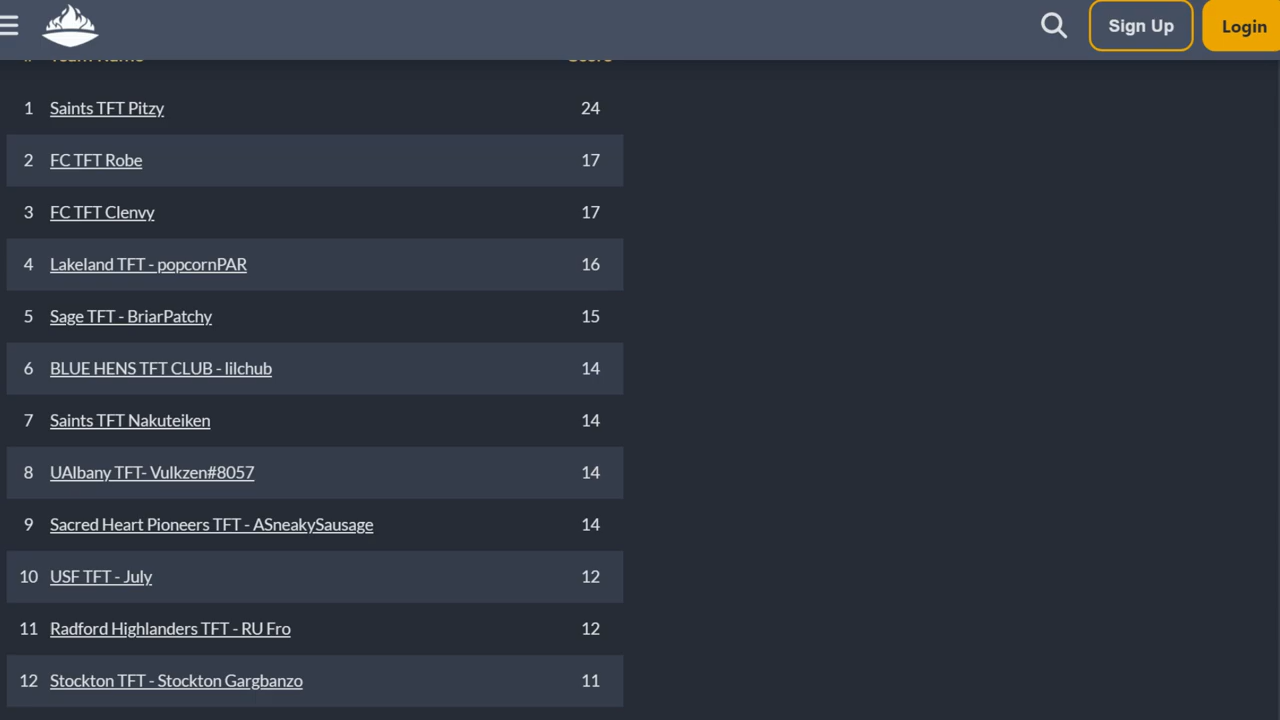 Sign Up Login
# Team Name Score
1 Saints TFT Pitzy 24
2 FC TFT Robe 17
3 FC TFT Clenvy 17
4 Lakeland TFT - popcornPAR 16
5 Sage TFT - BriarPatchy 15
6 BLUE HENS TFT CLUB - lilchub 14
7 Saints TFT Nakuteiken 14
8 UAlbany TFT- Vulkzen#8057 14
9 Sacred Heart Pioneers TFT - ASneakySausage 14
10 USF TFT - July 12
11 Radford Highlanders TFT - RU Fro 12
12 Stockton TFT - Stockton Gargbanzo 11